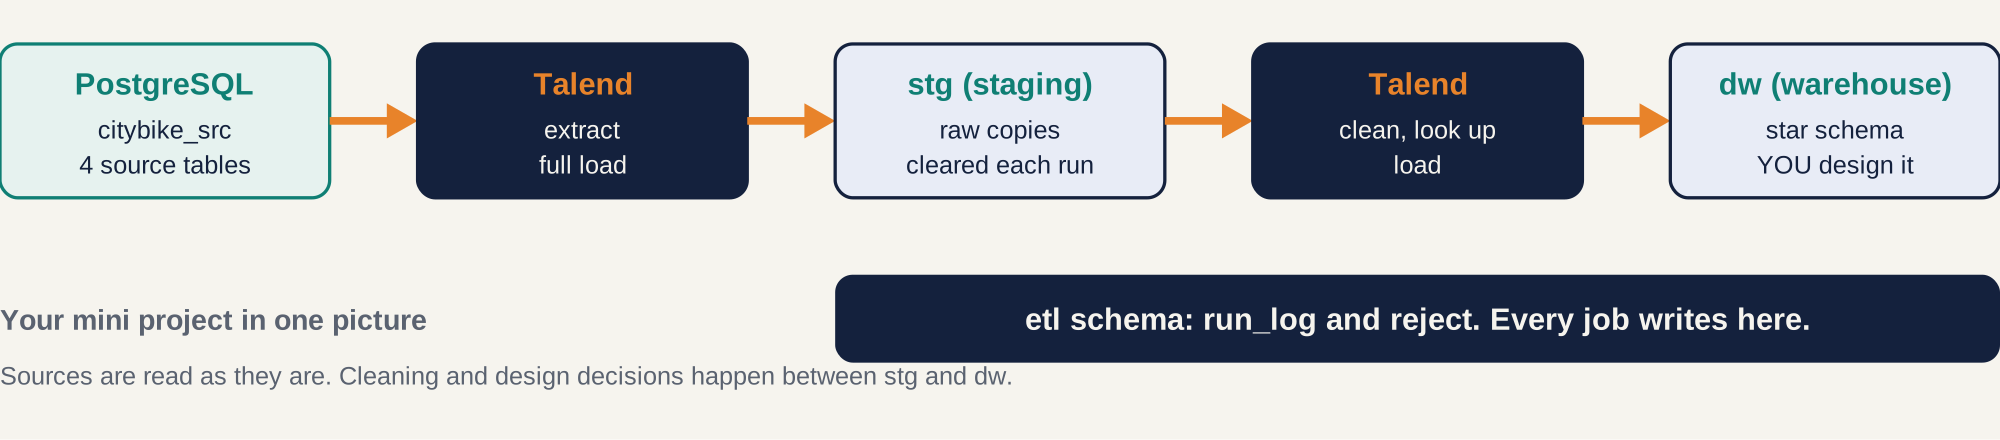 PostgreSQL
citybike_src
4 source tables
Talend
extract
full load
stg (staging)
raw copies
cleared each run
Talend
clean, look up
load
dw (warehouse)
star schema
YOU design it
etl schema: run_log and reject. Every job writes here.
Your mini project in one picture
Sources are read as they are. Cleaning and design decisions happen between stg and dw.